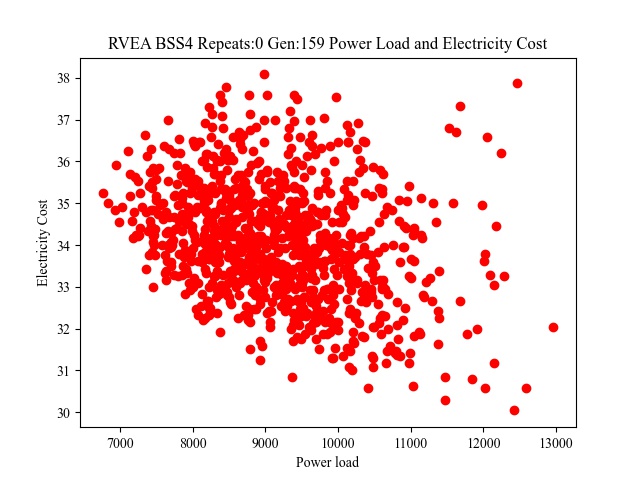 RVEA BSS4 Repeats:0 Gen:159 Power Load and Electricity Cost
38
37
36
35
34
33
32
31
30
Electricity Cost
7000 8000 9000 10000 11000 12000 13000
Power load